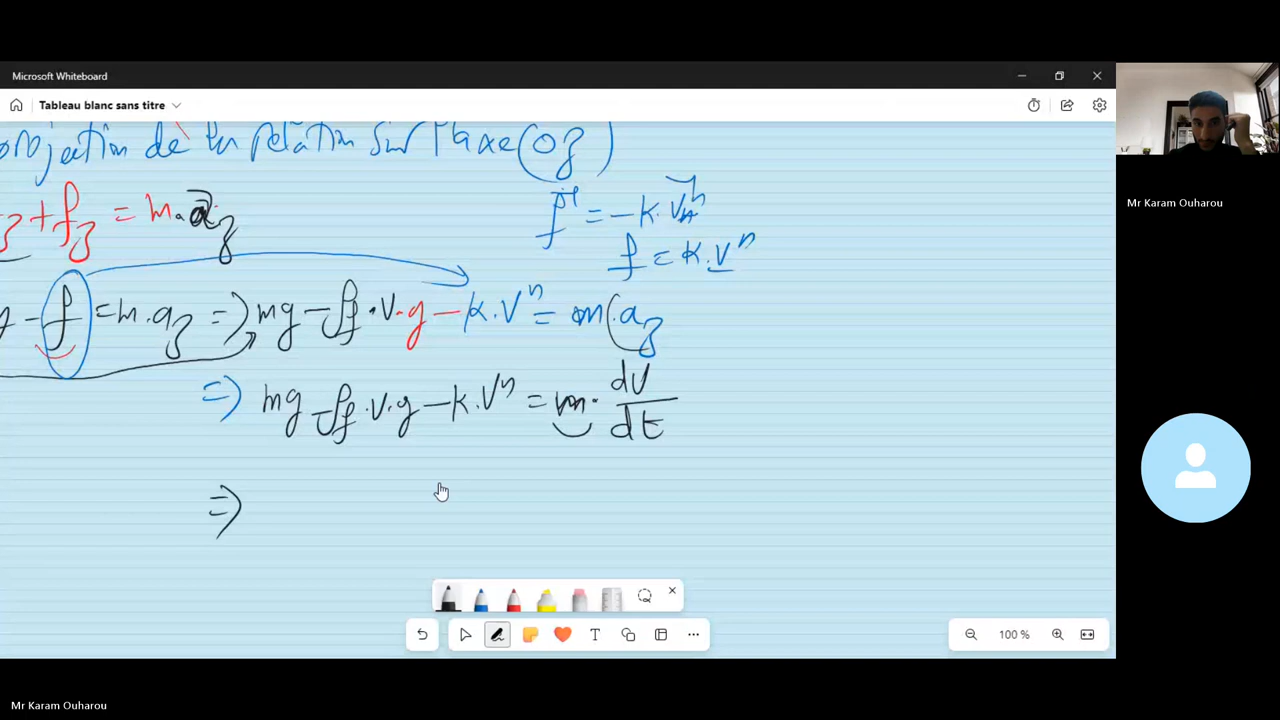 Microsoft Whiteboard
Tableau blanc sans titre
projection de la relation sur l'axe (Oz)
z + fz = m.az
f = -k.Vⁿ
f = k.Vⁿ
- f = m.az => mg - ρf.V.g - k.Vⁿ = m.az
=> mg - ρf.V.g - k.Vⁿ = m. dV/dt
=>
100 %
Mr Karam Ouharou
Mr Karam Ouharou